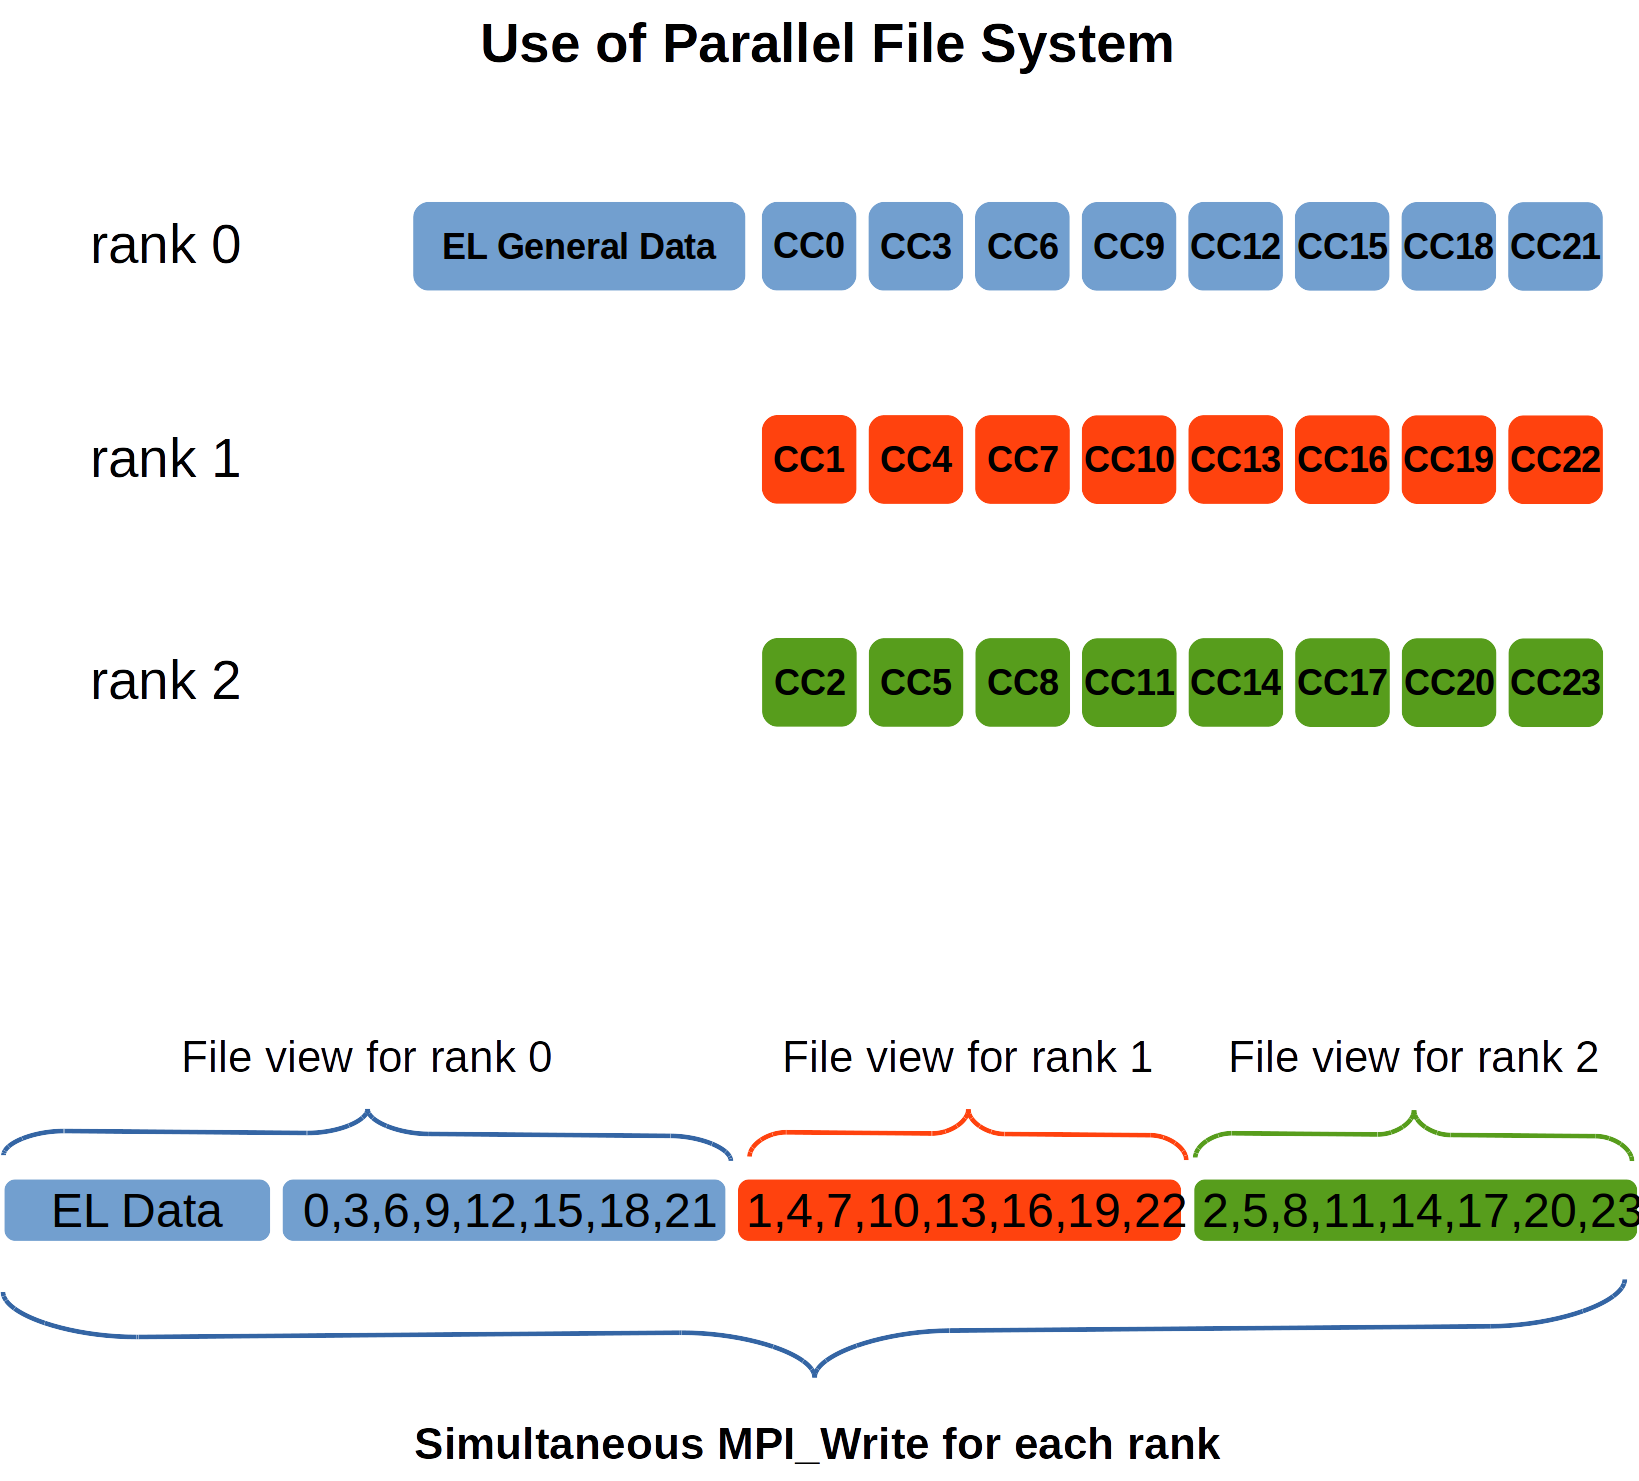 Use of Parallel File System
rank 0
EL General Data CC0 CC3 CC6 CC9 CC12 CC15 CC18 CC21
rank 1
CC1 CC4 CC7 CC10 CC13 CC16 CC19 CC22
rank 2
CC2 CC5 CC8 CC11 CC14 CC17 CC20 CC23
File view for rank 0 File view for rank 1 File view for rank 2
EL Data 0,3,6,9,12,15,18,21 1,4,7,10,13,16,19,22 2,5,8,11,14,17,20,23
Simultaneous MPI_Write for each rank